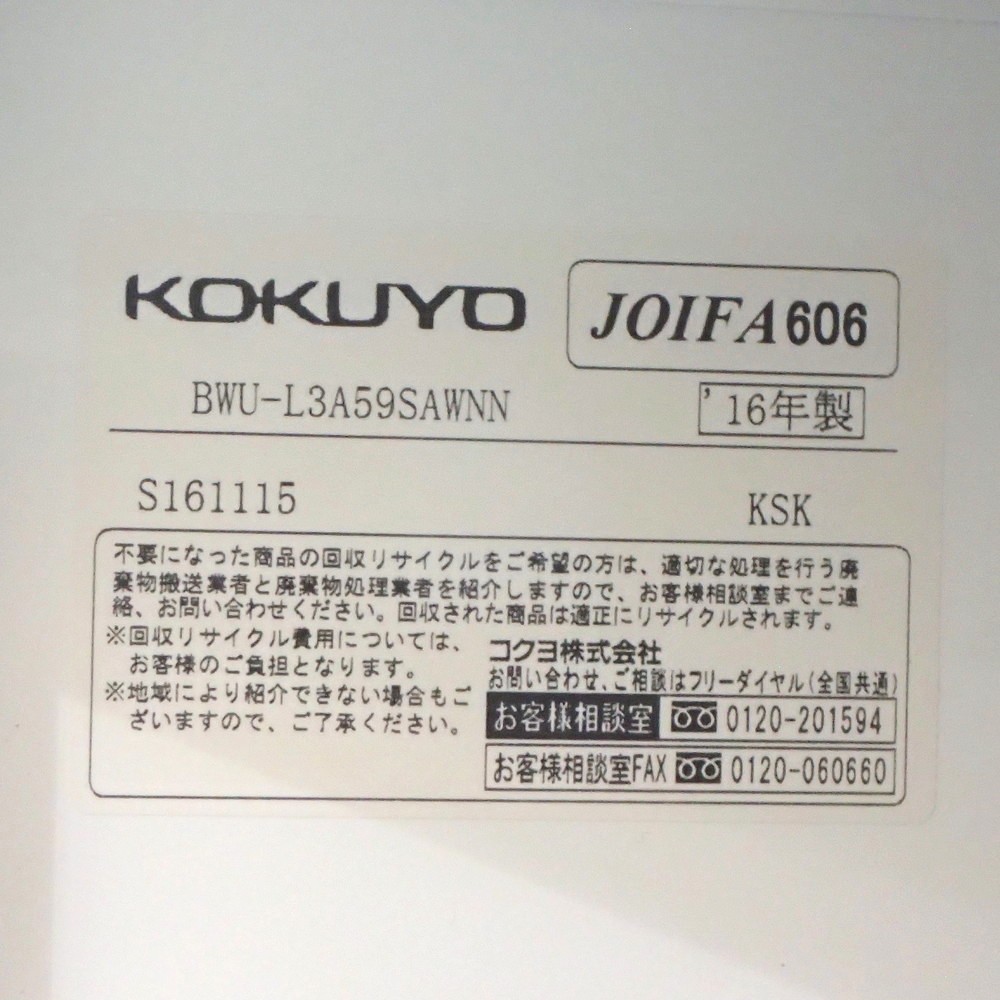 KOKUYO
JOIFA606
BWU-L3A59SAWNN
'16年製
S161115
KSK
不要になった商品の回収リサイクルをご希望の方は、適切な処理を行う廃
棄物搬送業者と廃棄物処理業者を紹介しますので、お客様相談室までご連
絡、お問い合わせください。回収された商品は適正にリサイクルされます。
※回収リサイクル費用については、
お客様のご負担となります。
※地域により紹介できない場合もご
ざいますので、ご了承ください。
コクヨ株式会社
お問い合わせ、ご相談はフリーダイヤル(全国共通)
お客様相談室 0120-201594
お客様相談室FAX 0120-060660